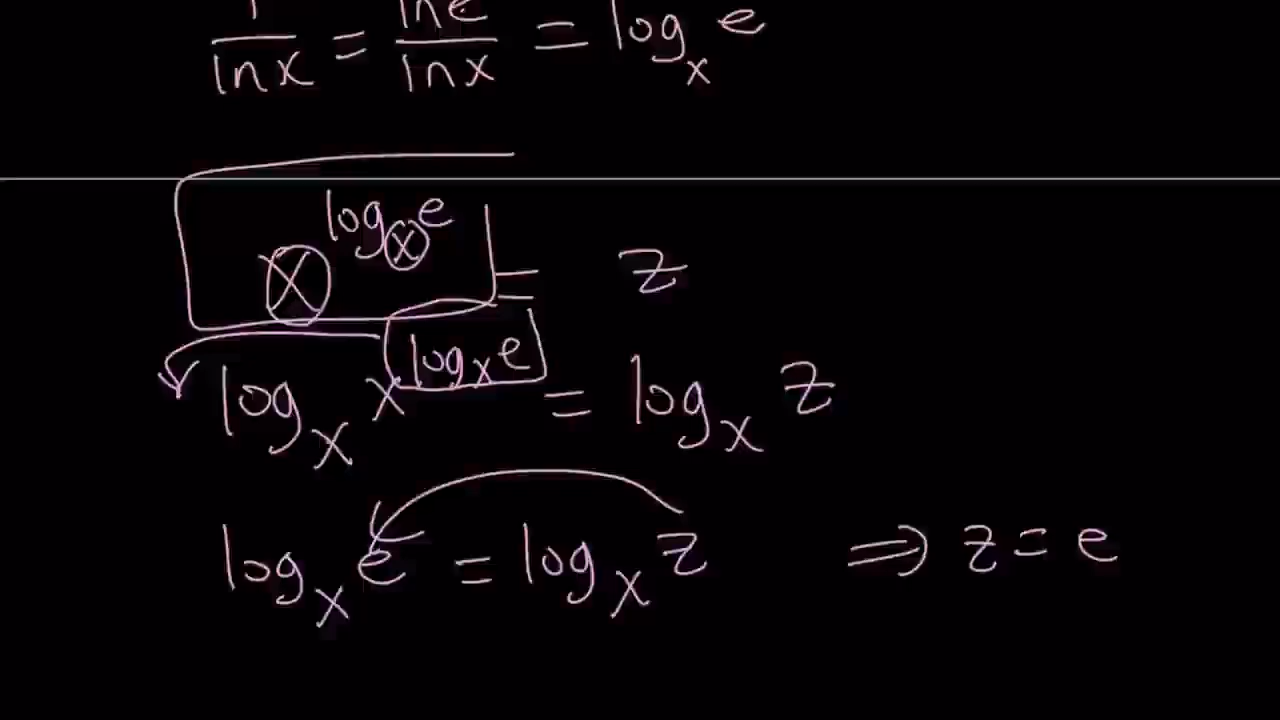 1/ln x = ln e/ln x = log_x e
x^(log_x e) = z
log_x x^(log_x e) = log_x z
log_x e = log_x z ⇒ z = e